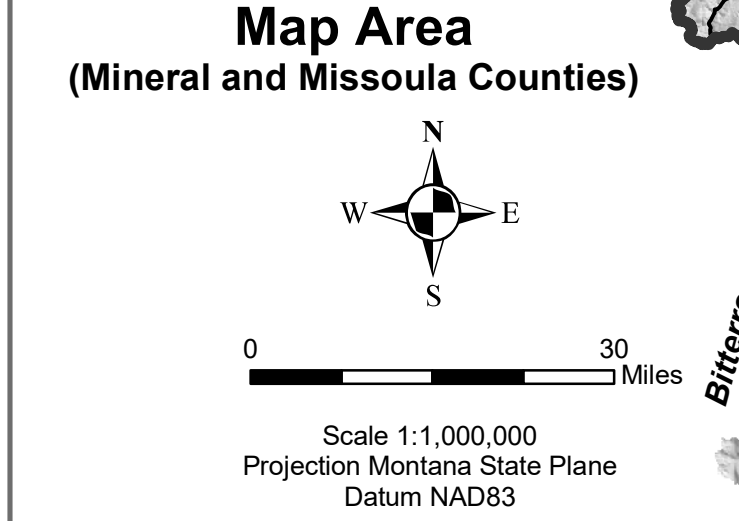 Map Area
(Mineral and Missoula Counties)
N
W E
S
0 30
Miles
Scale 1:1,000,000
Projection Montana State Plane
Datum NAD83